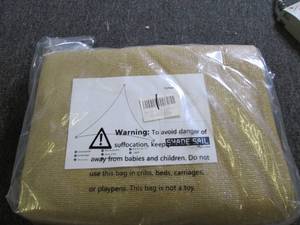 Warning: To avoid danger of
suffocation, keep
SHADE SAIL
away from babies and children. Do not
use this bag in cribs, beds, carriages,
or playpens. This bag is not a toy.